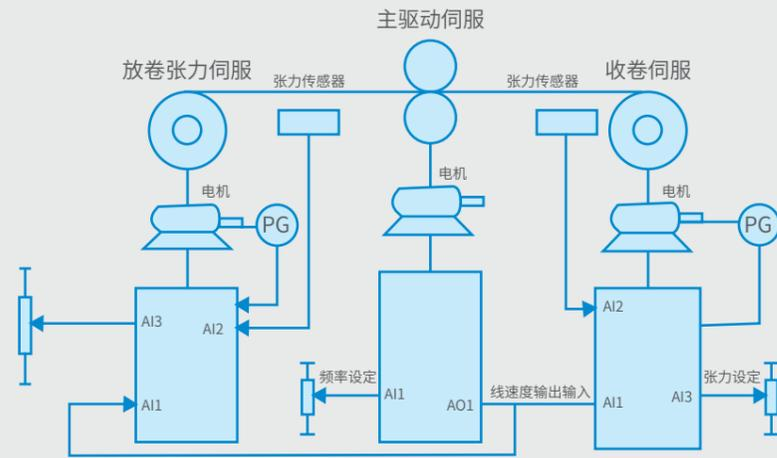 主驱动伺服
放卷张力伺服
张力传感器
张力传感器
收卷伺服
电机
电机
电机
PG
PG
AI3
AI2
AI2
频率设定
AI1
线速度输出输入
张力设定
AI1
AO1
AI1
AI3